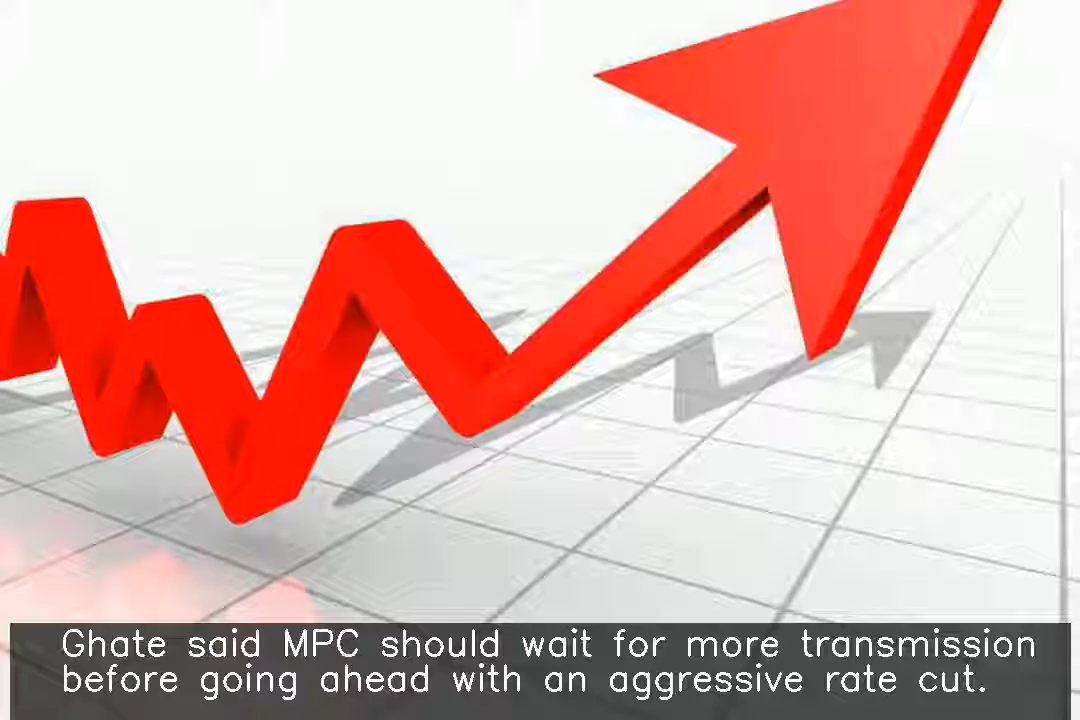 Ghate said MPC should wait for more transmission
before going ahead with an aggressive rate cut.